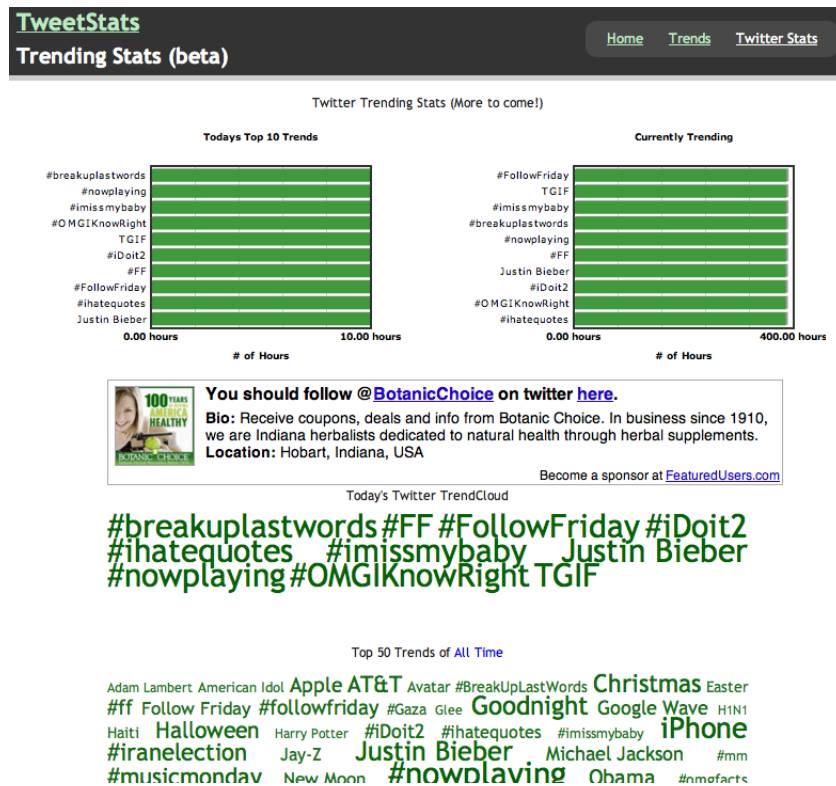 TweetStats
Trending Stats (beta)
Home Trends Twitter Stats
Twitter Trending Stats (More to come!)
Todays Top 10 Trends
#breakuplastwords
#nowplaying
#imissmybaby
#OMGIKnowRight
TGIF
#iDoit2
#FF
#FollowFriday
#ihatequotes
Justin Bieber
0.00 hours 10.00 hours
# of Hours
Currently Trending
#FollowFriday
TGIF
#imissmybaby
#breakuplastwords
#nowplaying
#FF
Justin Bieber
#iDoit2
#OMGIKnowRight
#ihatequotes
0.00 hours 400.00 hours
# of Hours
100 YEARS
AMERICA
HEALTHY
BOTANIC CHOICE
You should follow @BotanicChoice on twitter here.
Bio: Receive coupons, deals and info from Botanic Choice. In business since 1910,
we are Indiana herbalists dedicated to natural health through herbal supplements.
Location: Hobart, Indiana, USA
Become a sponsor at FeaturedUsers.com
Today's Twitter TrendCloud
#breakuplastwords #FF #FollowFriday #iDoit2
#ihatequotes #imissmybaby Justin Bieber
#nowplaying #OMGIKnowRight TGIF
Top 50 Trends of All Time
Adam Lambert American Idol Apple AT&T Avatar #BreakUpLastWords Christmas Easter
#ff Follow Friday #followfriday #Gaza Glee Goodnight Google Wave H1N1
Haiti Halloween Harry Potter #iDoit2 #ihatequotes #imissmybaby iPhone
#iranelection Jay-Z Justin Bieber Michael Jackson #mm
#musicmonday New Moon #nowplaying Obama #omgfacts